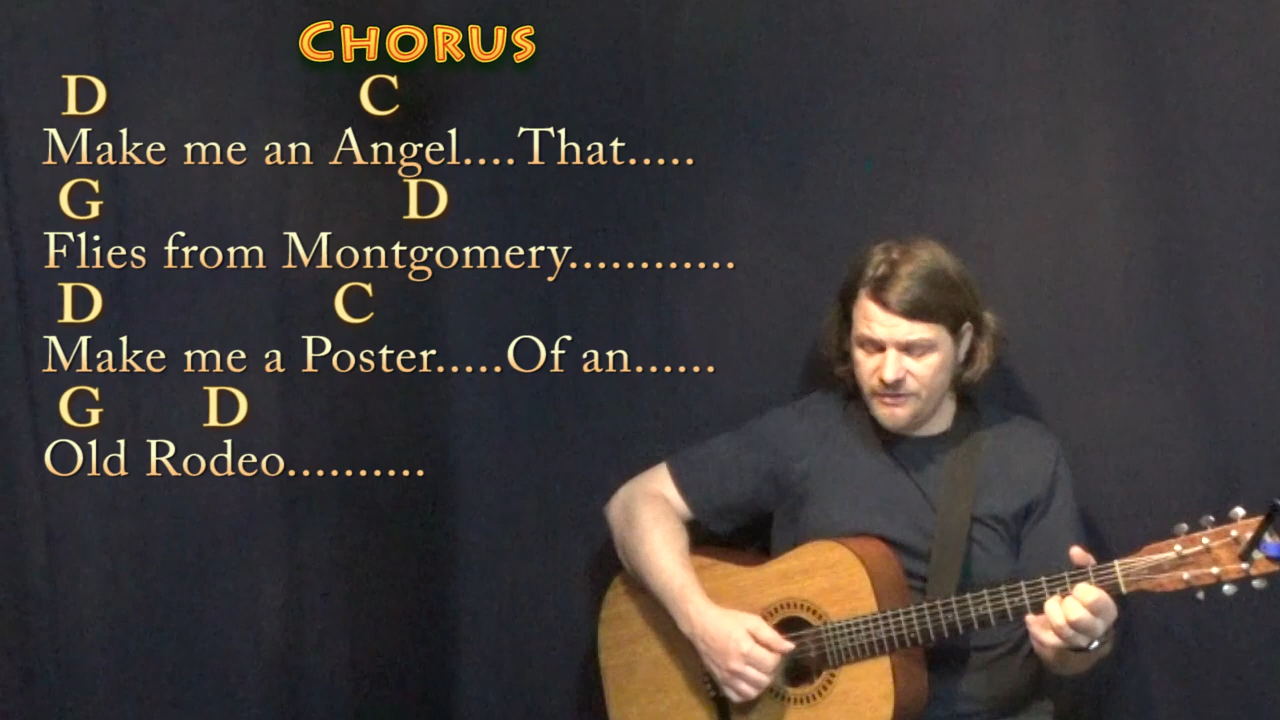 CHORUS
D C
Make me an Angel....That.....
G D
Flies from Montgomery............
D C
Make me a Poster.....Of an......
G D
Old Rodeo..........